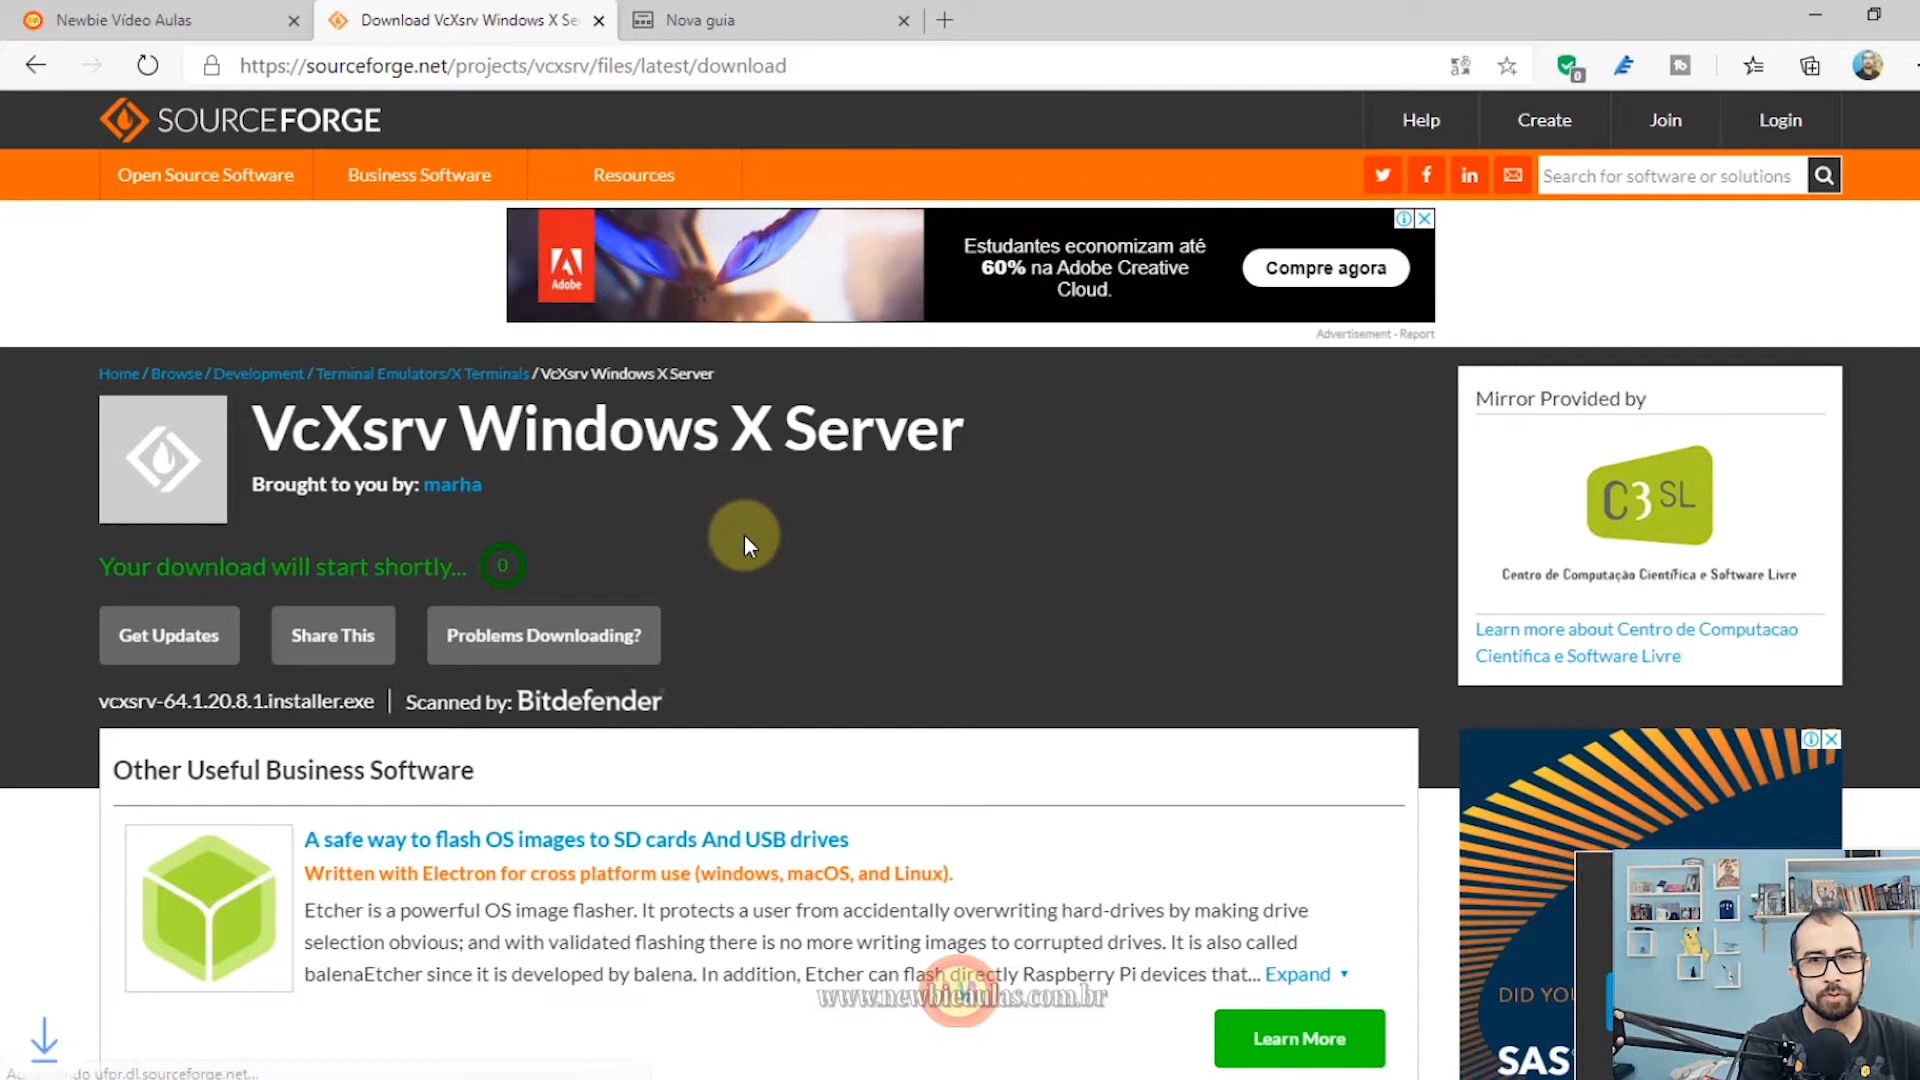 Newbie Vídeo Aulas
Download VcXsrv Windows X Se
Nova guia
https://sourceforge.net/projects/vcxsrv/files/latest/download
0
SOURCEFORGE
Help
Create
Join
Login
Open Source Software
Business Software
Resources
Search for software or solutions
Adobe
Estudantes economizam até
60% na Adobe Creative
Cloud.
Compre agora
Advertisement - Report
Home / Browse / Development / Terminal Emulators/X Terminals / VcXsrv Windows X Server
VcXsrv Windows X Server
Brought to you by: marha
Your download will start shortly... 0
Get Updates
Share This
Problems Downloading?
vcxsrv-64.1.20.8.1.installer.exe | Scanned by: Bitdefender
Mirror Provided by
C3 SL
Centro de Computação Científica e Software Livre
Learn more about Centro de Computacao
Cientifica e Software Livre
Other Useful Business Software
A safe way to flash OS images to SD cards And USB drives
Written with Electron for cross platform use (windows, macOS, and Linux).
Etcher is a powerful OS image flasher. It protects a user from accidentally overwriting hard-drives by making drive
selection obvious; and with validated flashing there is no more writing images to corrupted drives. It is also called
balenaEtcher since it is developed by balena. In addition, Etcher can flash directly Raspberry Pi devices that... Expand
www.newbieaulas.com.br
Learn More
DID YOU
SAS
ufpr.dl.sourceforge.net...